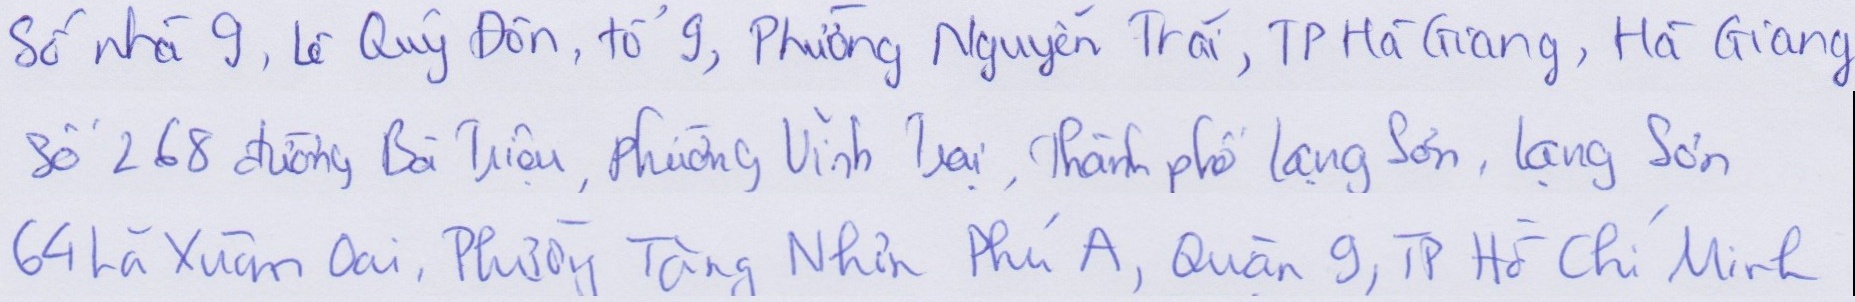 Số nhà 9, Lê Quý Đôn, tổ 9, Phường Nguyễn Trãi, TP Hà Giang, Hà Giang
Số 268 đường Bà Triệu, phường Vĩnh Trại, Thành phố Lạng Sơn, Lạng Sơn
64 Lã Xuân Oai, Phường Tăng Nhơn Phú A, Quận 9, TP Hồ Chí Minh